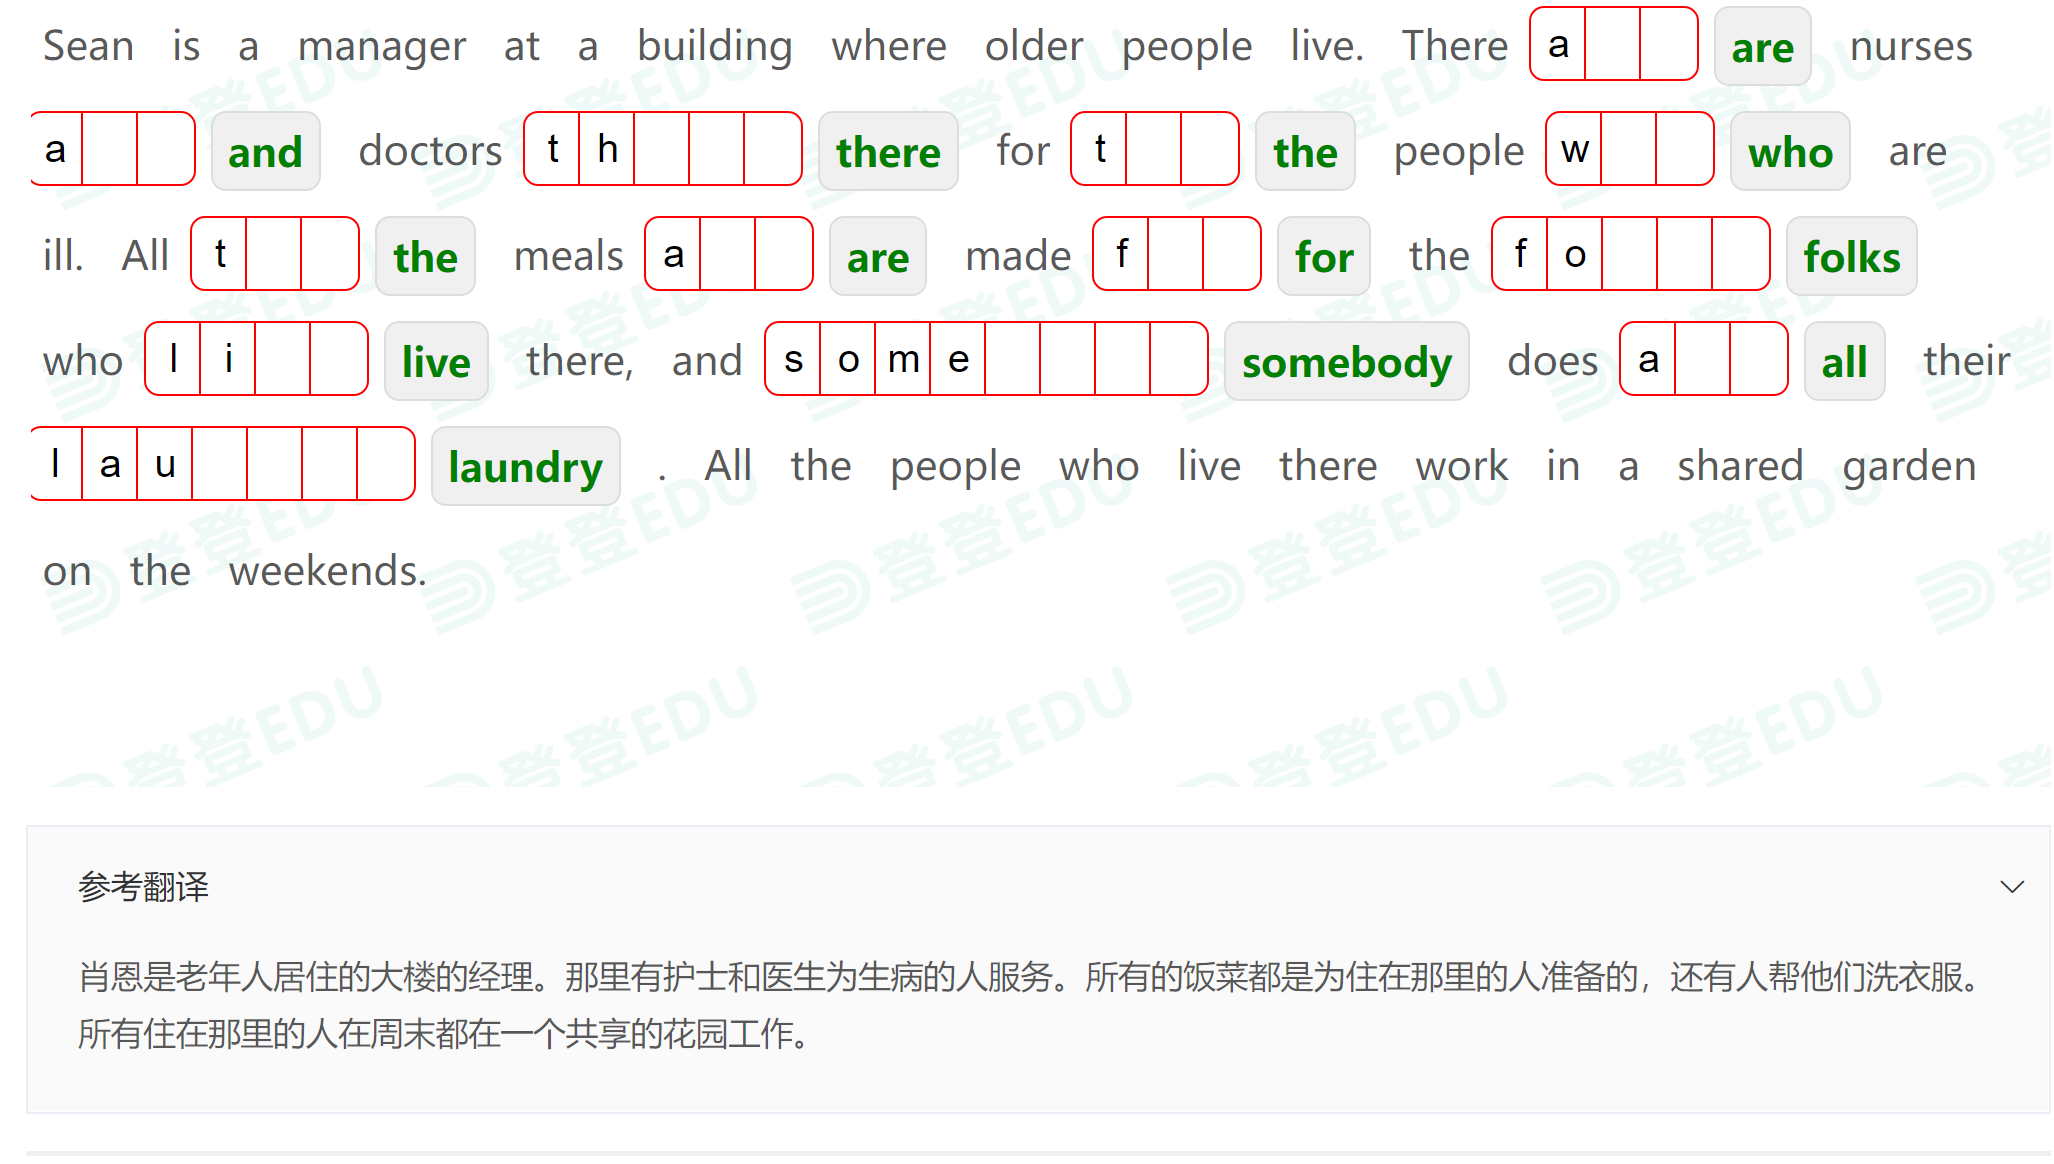 Sean is a manager at a building where older people live. There a are nurses
a and doctors th there for t the people w who are
ill. All t the meals a are made f for the fo folks
who li live there, and some somebody does a all their
lau laundry . All the people who live there work in a shared garden
on the weekends.
参考翻译
肖恩是老年人居住的大楼的经理。那里有护士和医生为生病的人服务。所有的饭菜都是为住在那里的人准备的，还有人帮他们洗衣服。
所有住在那里的人在周末都在一个共享的花园工作。